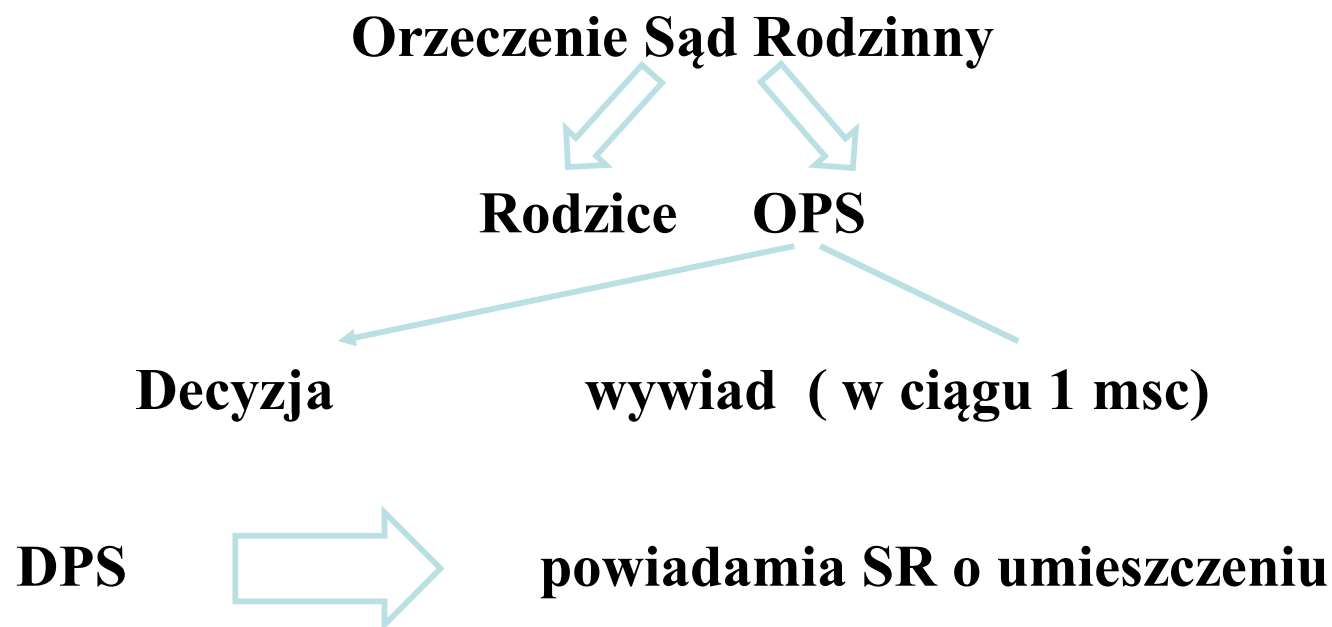 Orzeczenie Sąd Rodzinny
Rodzice OPS
Decyzja wywiad ( w ciągu 1 msc)
DPS powiadamia SR o umieszczeniu